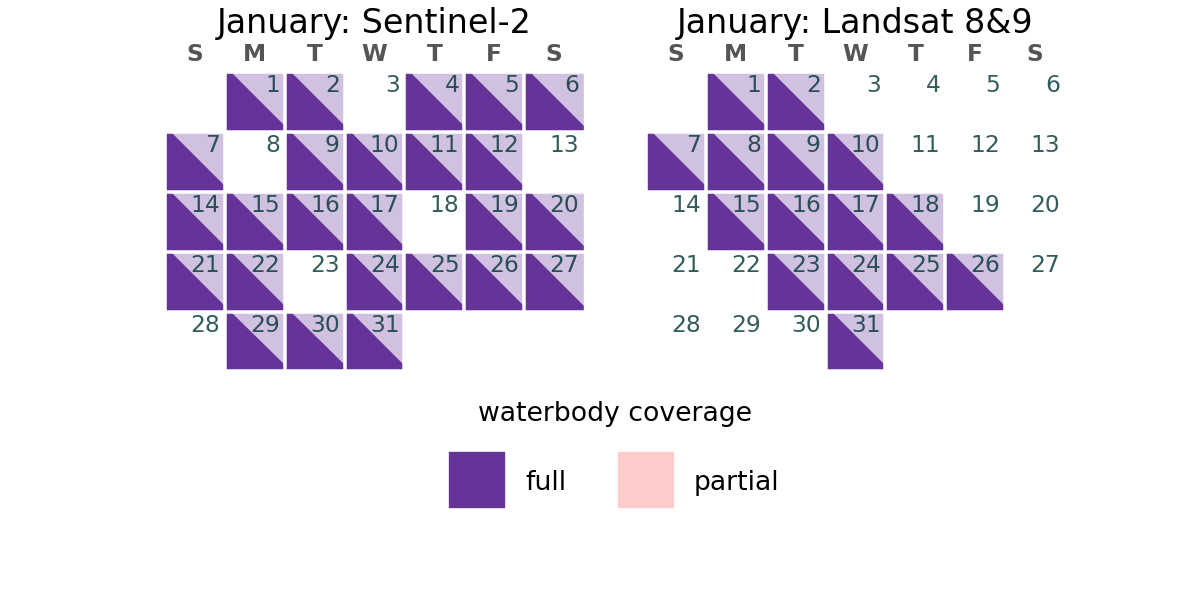 January: Sentinel-2
S M T W T F S
1 2 3 4 5 6
7 8 9 10 11 12 13
14 15 16 17 18 19 20
21 22 23 24 25 26 27
28 29 30 31
January: Landsat 8&9
S M T W T F S
1 2 3 4 5 6
7 8 9 10 11 12 13
14 15 16 17 18 19 20
21 22 23 24 25 26 27
28 29 30 31
waterbody coverage
full partial